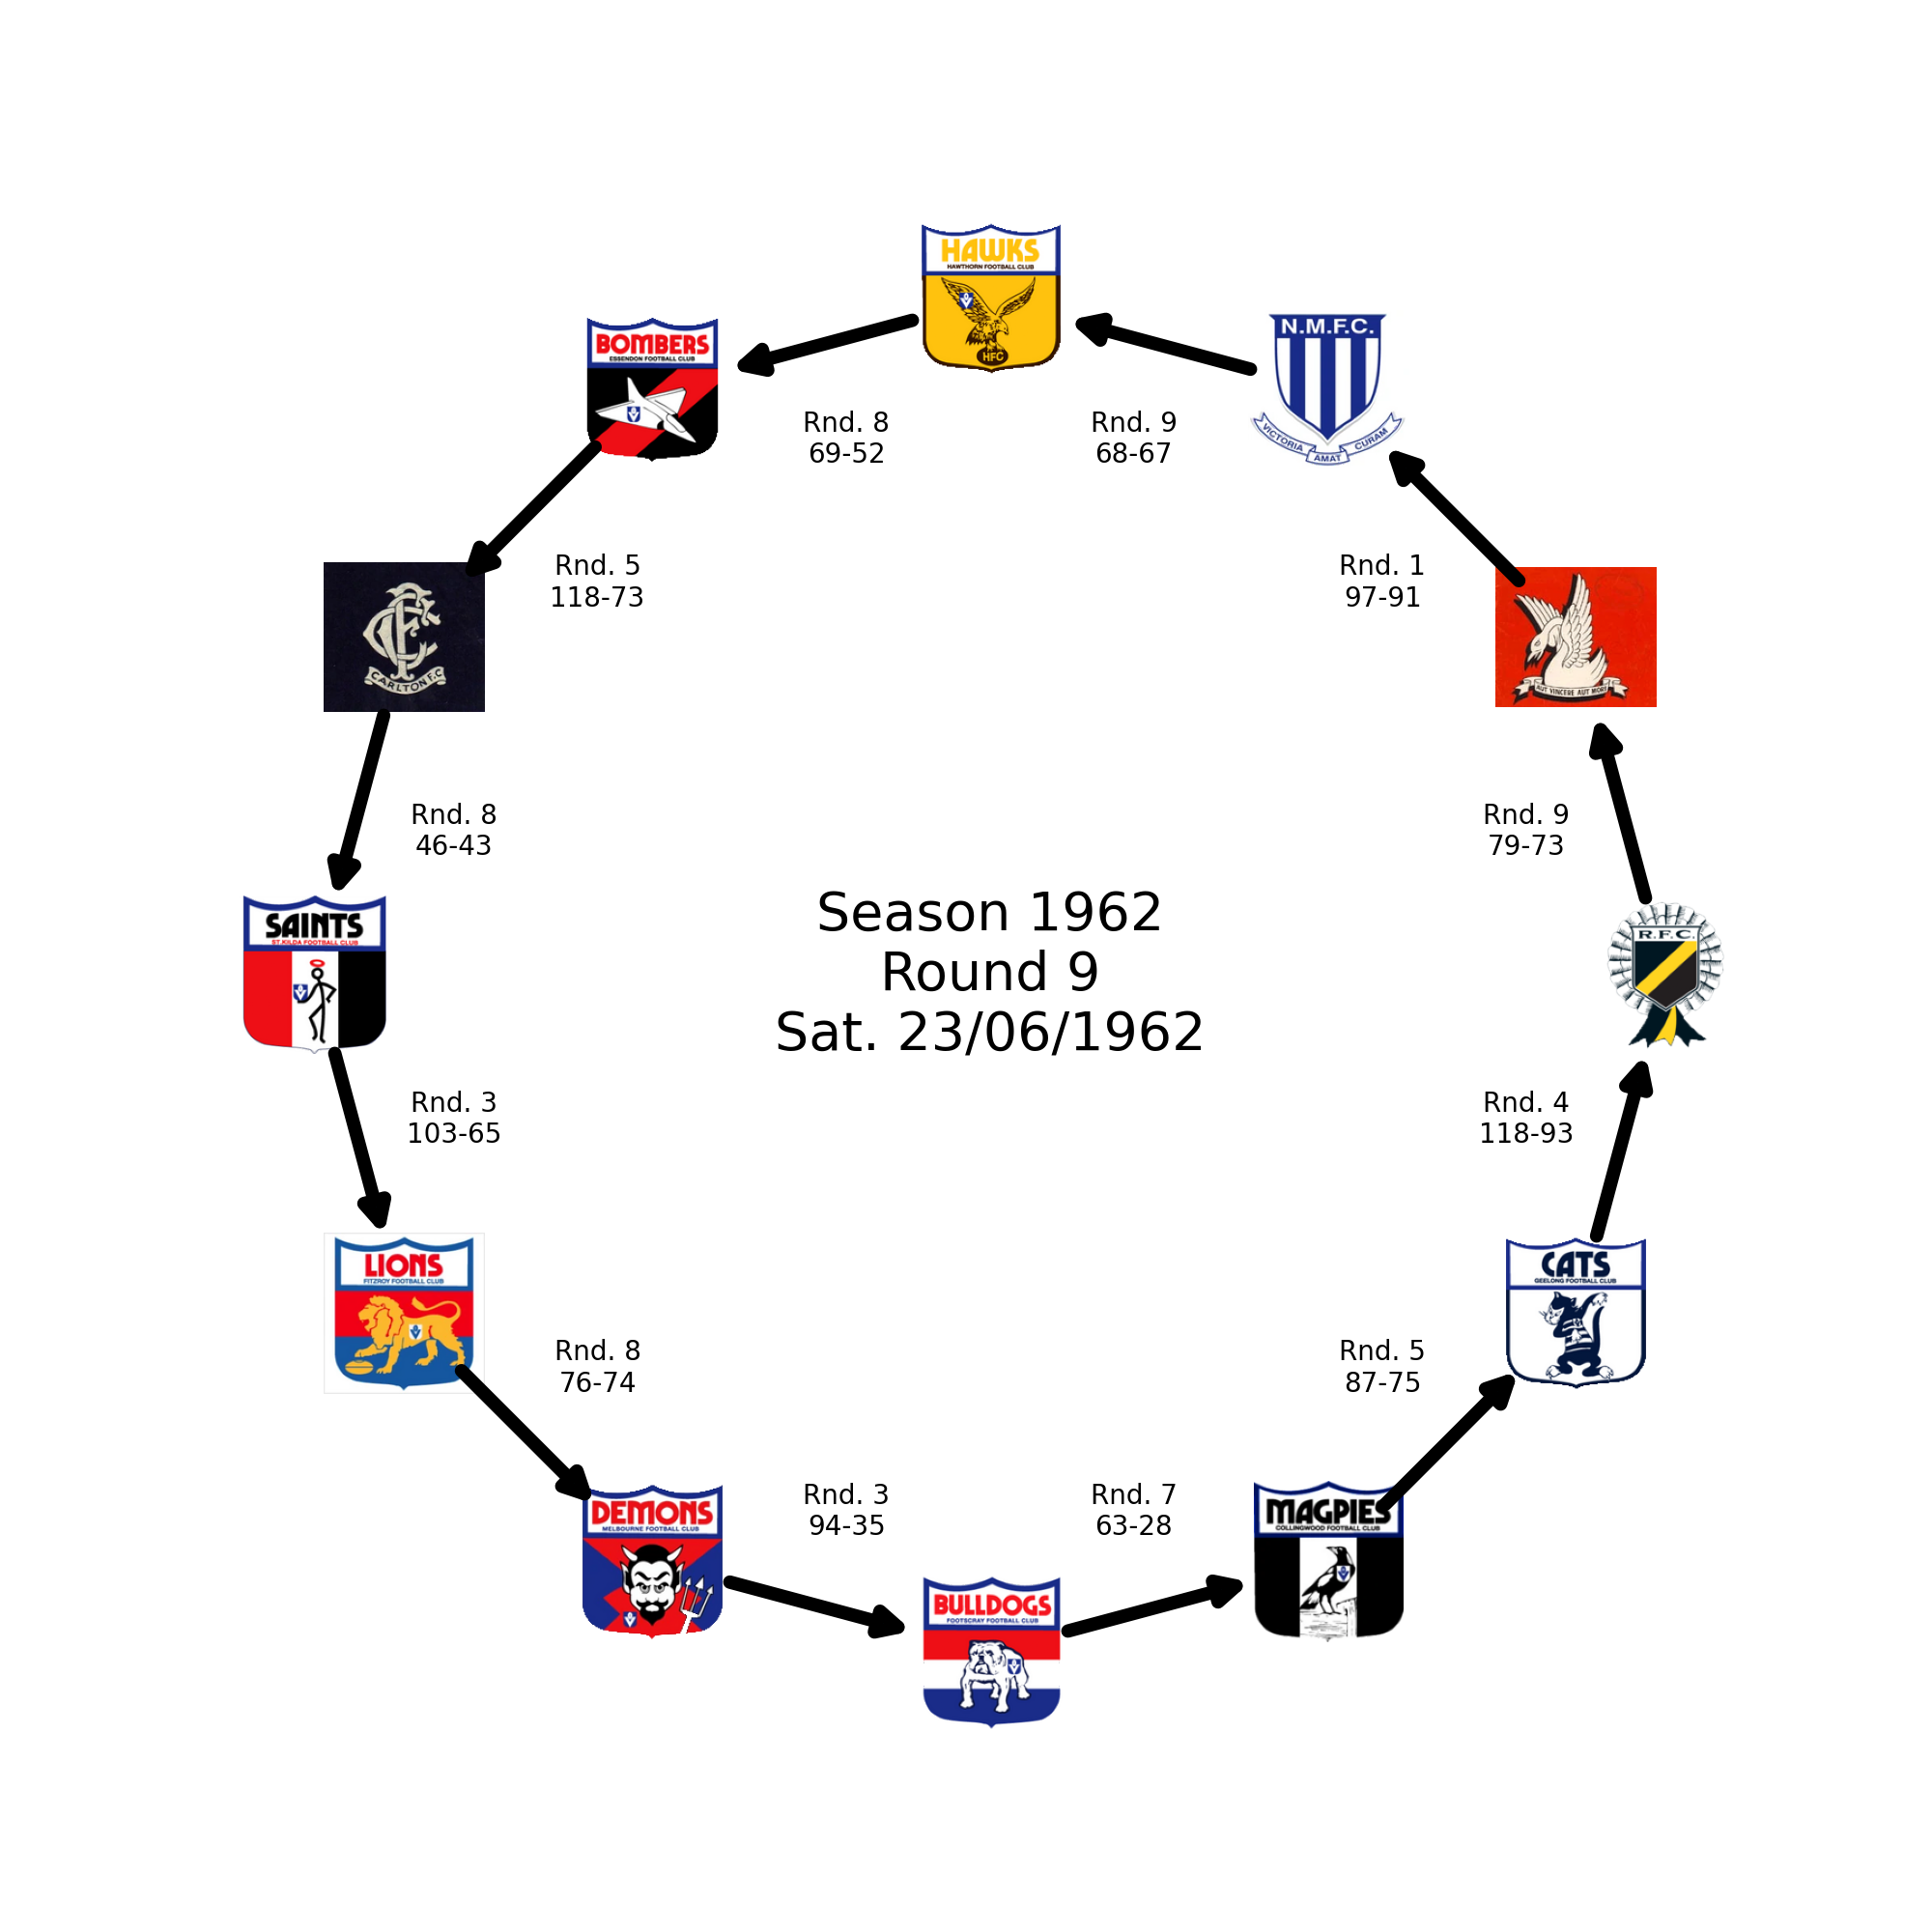 HAWKS
HAWTHORN FOOTBALL CLUB
HFC
N.M.F.C.
VICTORIA
AMAT
CURAM
BOMBERS
ESSENDON FOOTBALL CLUB
Rnd. 8
69-52
Rnd. 9
68-67
Rnd. 5
118-73
Rnd. 1
97-91
CFC
CARLTON F.C
AUT VINCERE AUT MORI
Rnd. 8
46-43
Rnd. 9
79-73
SAINTS
ST.KILDA FOOTBALL CLUB
Season 1962
Round 9
Sat. 23/06/1962
R.F.C.
Rnd. 3
103-65
Rnd. 4
118-93
LIONS
FITZROY FOOTBALL CLUB
CATS
GEELONG FOOTBALL CLUB
Rnd. 8
76-74
Rnd. 5
87-75
DEMONS
MELBOURNE FOOTBALL CLUB
Rnd. 3
94-35
Rnd. 7
63-28
MAGPIES
COLLINGWOOD FOOTBALL CLUB
BULLDOGS
FOOTSCRAY FOOTBALL CLUB